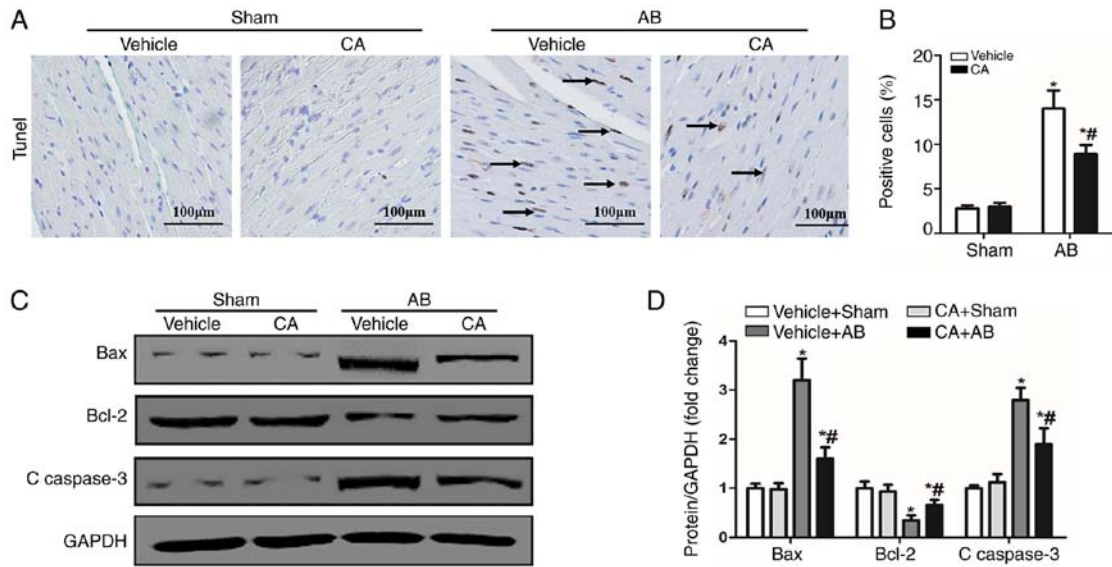 A
Sham
AB
Vehicle
CA
Vehicle
CA
Tunel
100µm
100µm
100µm
100µm
B
Vehicle
CA
Positive cells (%)
20
15
10
5
0
*
*#
Sham
AB
C
Sham
AB
Vehicle
CA
Vehicle
CA
Bax
Bcl-2
C caspase-3
GAPDH
D
Vehicle+Sham
CA+Sham
Vehicle+AB
CA+AB
Protein/GAPDH (fold change)
4
3
2
1
0
*
*#
*
*#
*
*#
Bax
Bcl-2
C caspase-3